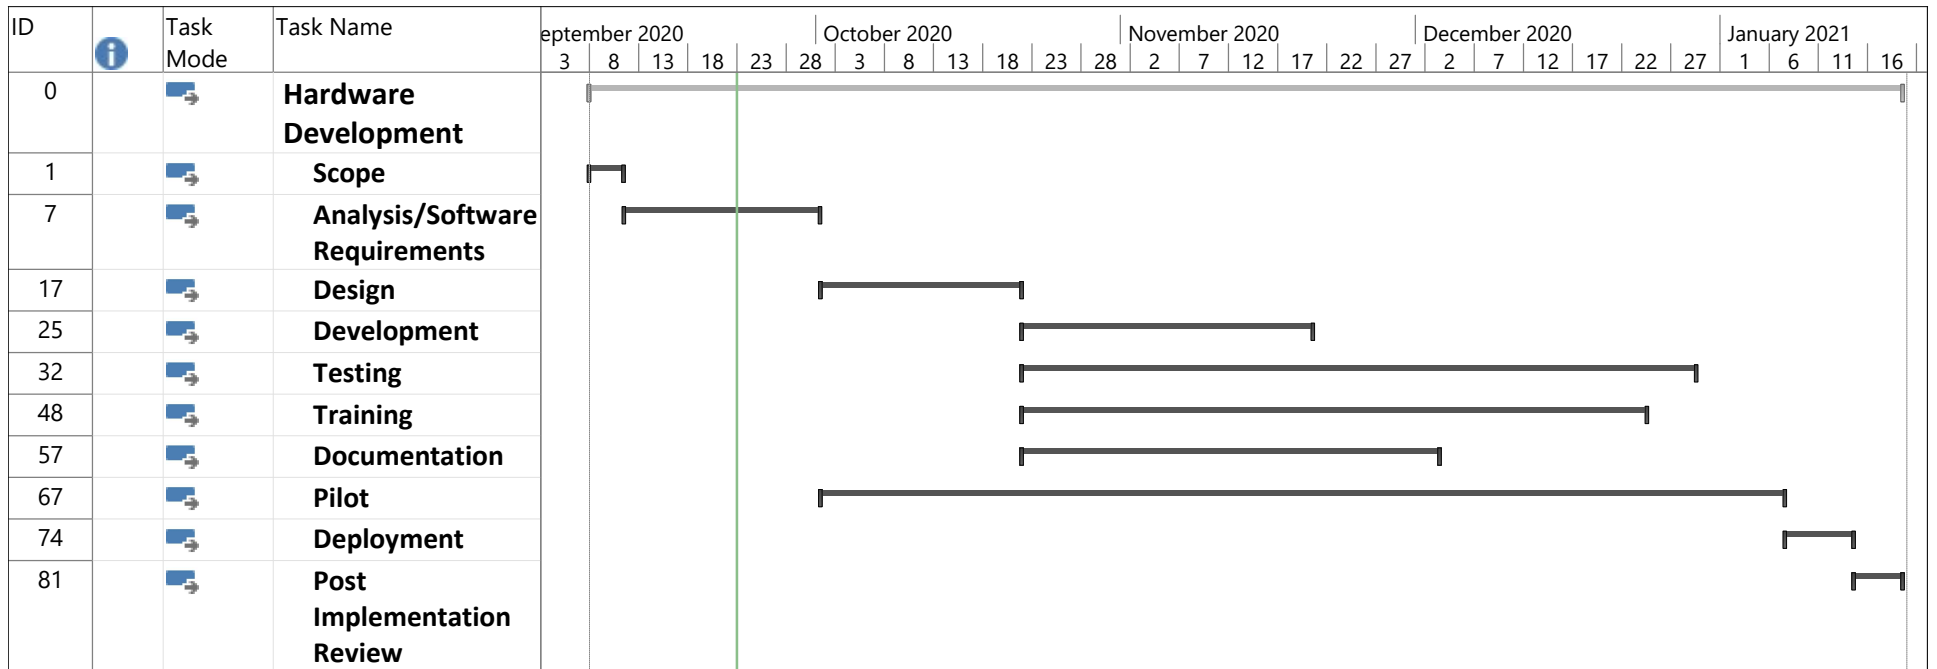 ID Task Task Name eptember 2020 October 2020 November 2020 December 2020 January 2021
Mode 3 8 13 18 23 28 3 8 13 18 23 28 2 7 12 17 22 27 2 7 12 17 22 27 1 6 11 16
0 Hardware
Development
1 Scope
7 Analysis/Software
Requirements
17 Design
25 Development
32 Testing
48 Training
57 Documentation
67 Pilot
74 Deployment
81 Post
Implementation
Review